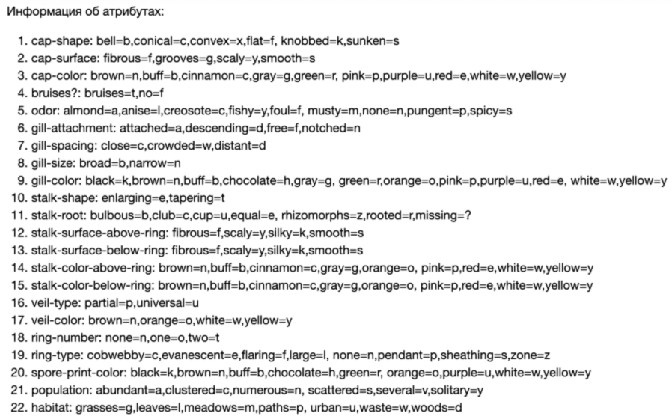 Информация об атрибутах:
1. cap-shape: bell=b,conical=c,convex=x,flat=f, knobbed=k,sunken=s
2. cap-surface: fibrous=f,grooves=g,scaly=y,smooth=s
3. cap-color: brown=n,buff=b,cinnamon=c,gray=g,green=r, pink=p,purple=u,red=e,white=w,yellow=y
4. bruises?: bruises=t,no=f
5. odor: almond=a,anise=l,creosote=c,fishy=y,foul=f, musty=m,none=n,pungent=p,spicy=s
6. gill-attachment: attached=a,descending=d,free=f,notched=n
7. gill-spacing: close=c,crowded=w,distant=d
8. gill-size: broad=b,narrow=n
9. gill-color: black=k,brown=n,buff=b,chocolate=h,gray=g, green=r,orange=o,pink=p,purple=u,red=e, white=w,yellow=y
10. stalk-shape: enlarging=e,tapering=t
11. stalk-root: bulbous=b,club=c,cup=u,equal=e, rhizomorphs=z,rooted=r,missing=?
12. stalk-surface-above-ring: fibrous=f,scaly=y,silky=k,smooth=s
13. stalk-surface-below-ring: fibrous=f,scaly=y,silky=k,smooth=s
14. stalk-color-above-ring: brown=n,buff=b,cinnamon=c,gray=g,orange=o, pink=p,red=e,white=w,yellow=y
15. stalk-color-below-ring: brown=n,buff=b,cinnamon=c,gray=g,orange=o, pink=p,red=e,white=w,yellow=y
16. veil-type: partial=p,universal=u
17. veil-color: brown=n,orange=o,white=w,yellow=y
18. ring-number: none=n,one=o,two=t
19. ring-type: cobwebby=c,evanescent=e,flaring=f,large=l, none=n,pendant=p,sheathing=s,zone=z
20. spore-print-color: black=k,brown=n,buff=b,chocolate=h,green=r, orange=o,purple=u,white=w,yellow=y
21. population: abundant=a,clustered=c,numerous=n, scattered=s,several=v,solitary=y
22. habitat: grasses=g,leaves=l,meadows=m,paths=p, urban=u,waste=w,woods=d